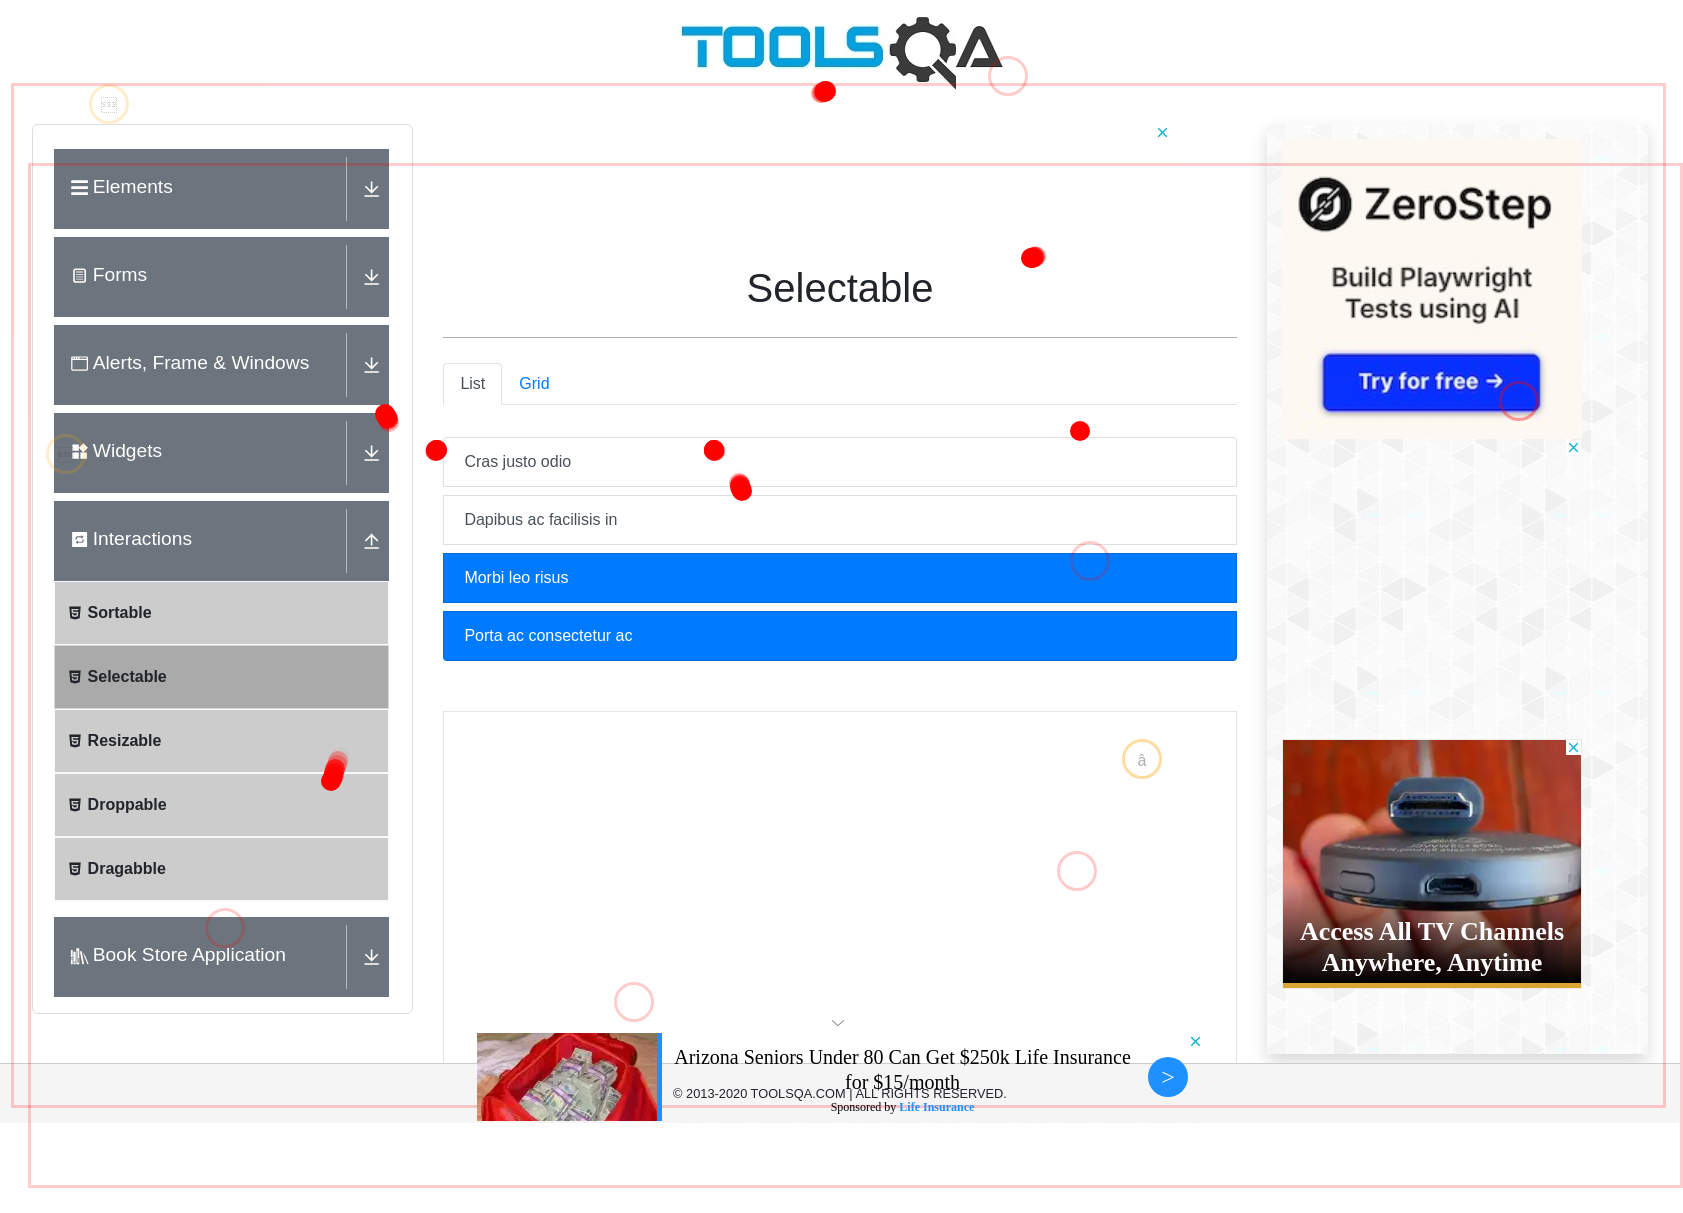 TOOLSQA
Elements
Forms
Alerts, Frame & Windows
Widgets
Interactions
Sortable
Selectable
Resizable
Droppable
Dragabble
Book Store Application
Selectable
List
Grid
Cras justo odio
Dapibus ac facilisis in
Morbi leo risus
Porta ac consectetur ac
â
ZeroStep
Build Playwright
Tests using AI
Try for free →
Access All TV Channels
Anywhere, Anytime
Arizona Seniors Under 80 Can Get $250k Life Insurance
for $15/month
>
© 2013-2020 TOOLSQA.COM | ALL RIGHTS RESERVED.
Sponsored by Life Insurance